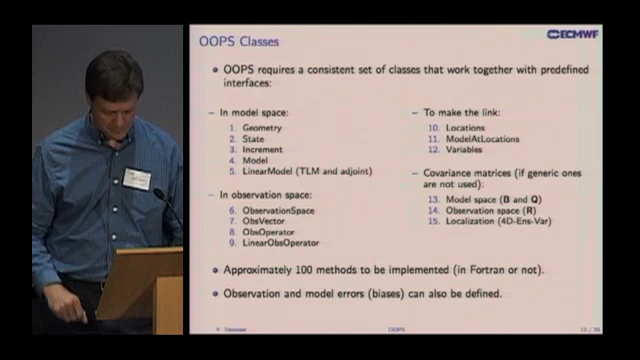 OOPS Classes
ECMWF
OOPS requires a consistent set of classes that work together with predefined
interfaces:
– In model space:
1. Geometry
2. State
3. Increment
4. Model
5. LinearModel (TLM and adjoint)
– In observation space:
6. ObservationSpace
7. ObsVector
8. ObsOperator
9. LinearObsOperator
– To make the link:
10. Locations
11. ModelAtLocations
12. Variables
– Covariance matrices (if generic ones
are not used):
13. Model space (B and Q)
14. Observation space (R)
15. Localization (4D-Ens-Var)
Approximately 100 methods to be implemented (in Fortran or not).
Observation and model errors (biases) can also be defined.
OOPS